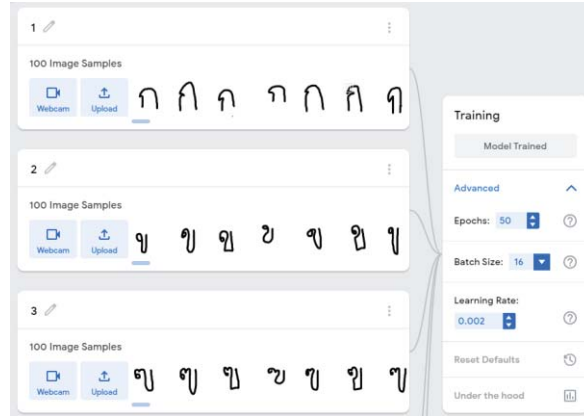 1
100 Image Samples
Webcam Upload ก ก ก ก ก ก ก
2
100 Image Samples
Webcam Upload ข ข ข ข ข ข ข
3
100 Image Samples
Webcam Upload ฃ ฃ ฃ ฃ ฃ ฃ ฃ
Training
Model Trained
Advanced
Epochs: 50
Batch Size: 16
Learning Rate:
0.002
Reset Defaults
Under the hood